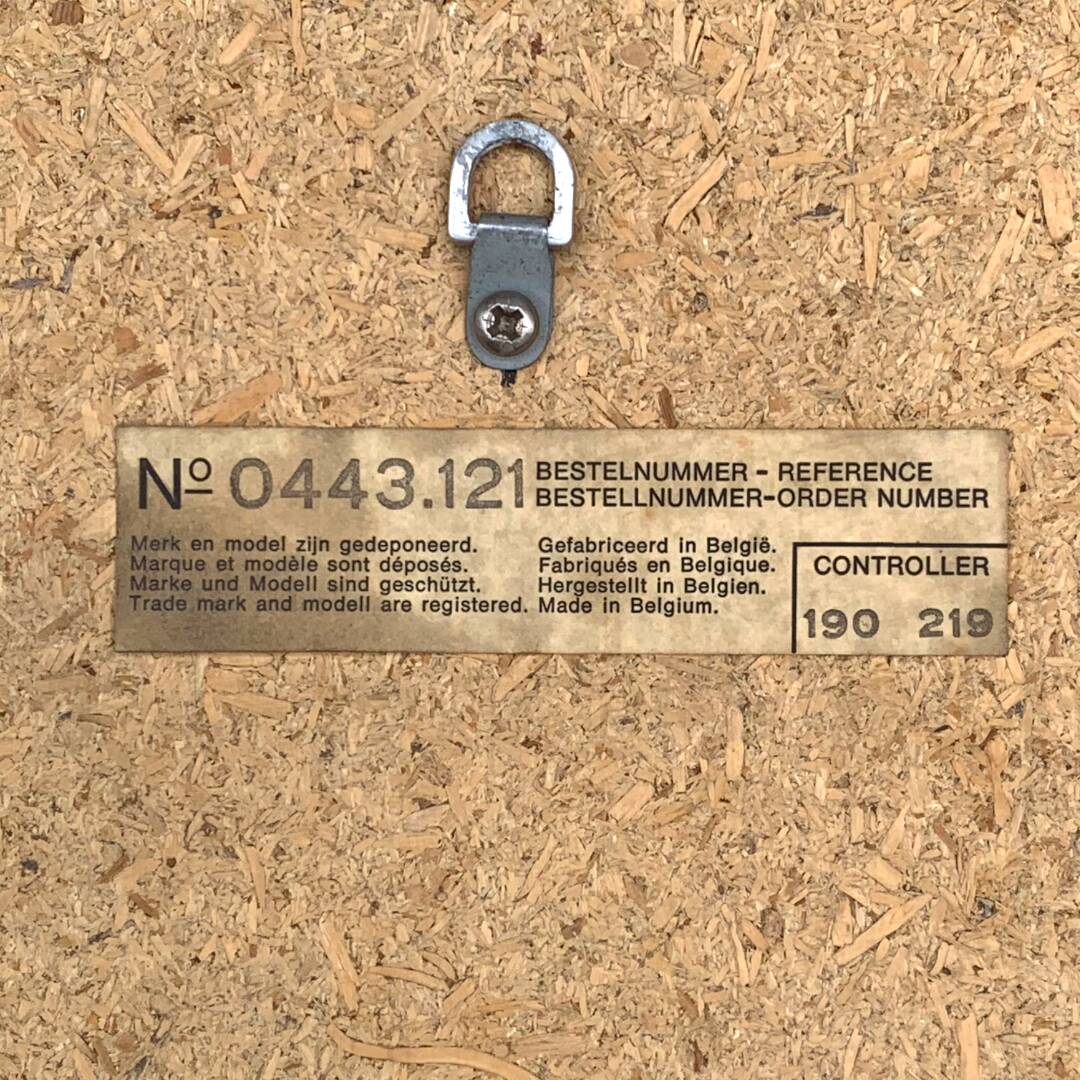 Nº 0443.121
BESTELNUMMER - REFERENCE
BESTELLNUMMER-ORDER NUMBER
Merk en model zijn gedeponeerd.
Marque et modèle sont déposés.
Marke und Modell sind geschützt.
Trade mark and modell are registered.
Gefabriceerd in België.
Fabriqués en Belgique.
Hergestellt in Belgien.
Made in Belgium.
CONTROLLER
190 219